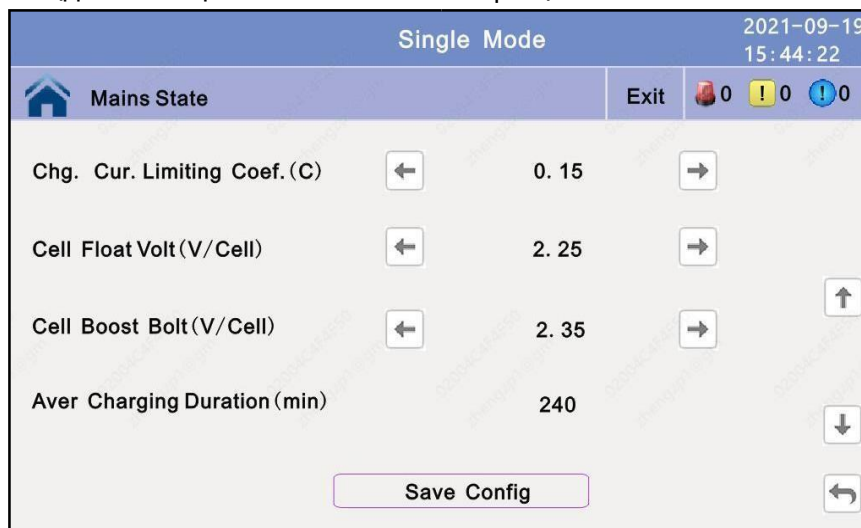 Single Mode
2021-09-19
15:44:22
Mains State
Exit
0
! 0
! 0
Chg. Cur. Limiting Coef.(C)
0.15
Cell Float Volt(V/Cell)
2.25
Cell Boost Bolt(V/Cell)
2.35
Aver Charging Duration(min)
240
Save Config